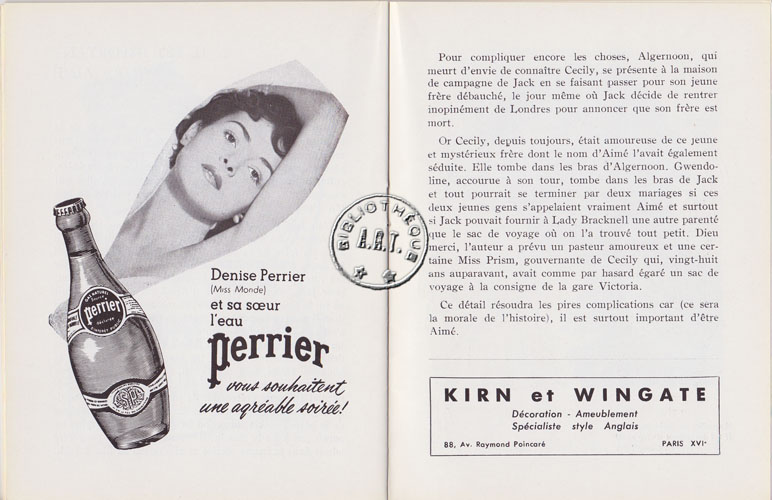 GAZ NATUREL
Source
perrier
Denise Perrier
(Miss Monde)
et sa sœur
l'eau
perrier
vous souhaitent
une agréable soirée!
Pour compliquer encore les choses, Algernoon, qui
meurt d'envie de connaître Cecily, se présente à la maison
de campagne de Jack en se faisant passer pour son jeune
frère débauché, le jour même où Jack décide de rentrer
inopinément de Londres pour annoncer que son frère est
mort.
Or Cecily, depuis toujours, était amoureuse de ce jeune
et mystérieux frère dont le nom d'Aimé l'avait également
séduite. Elle tombe dans les bras d'Algernoon. Gwendo-
line, accourue à son tour, tombe dans les bras de Jack
et tout pourrait se terminer par deux mariages si ces
deux jeunes gens s'appelaient vraiment Aimé et surtout
si Jack pouvait fournir à Lady Bracknell une autre parenté
que le sac de voyage où on l'a trouvé tout petit. Dieu
merci, l'auteur a prévu un pasteur amoureux et une cer-
taine Miss Prism, gouvernante de Cecily qui, vingt-huit
ans auparavant, avait comme par hasard égaré un sac de
voyage à la consigne de la gare Victoria.
Ce détail résoudra les pires complications car (ce sera
la morale de l'histoire), il est surtout important d'être
Aimé.
KIRN et WINGATE
Décoration - Ameublement
Spécialiste style Anglais
88, Av. Raymond Poincaré PARIS XVIe
BIBLIOTHÈQUE
A.R.T.